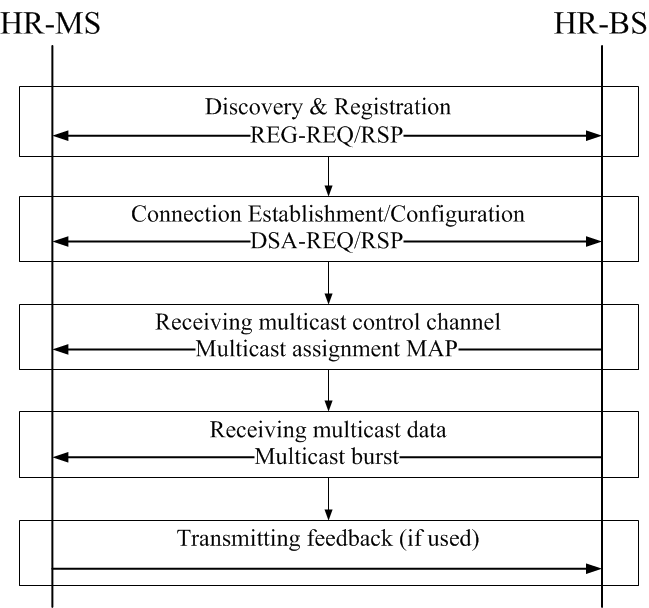 HR-MS
HR-BS
Discovery & Registration
REG-REQ/RSP
Connection Establishment/Configuration
DSA-REQ/RSP
Receiving multicast control channel
Multicast assignment MAP
Receiving multicast data
Multicast burst
Transmitting feedback (if used)